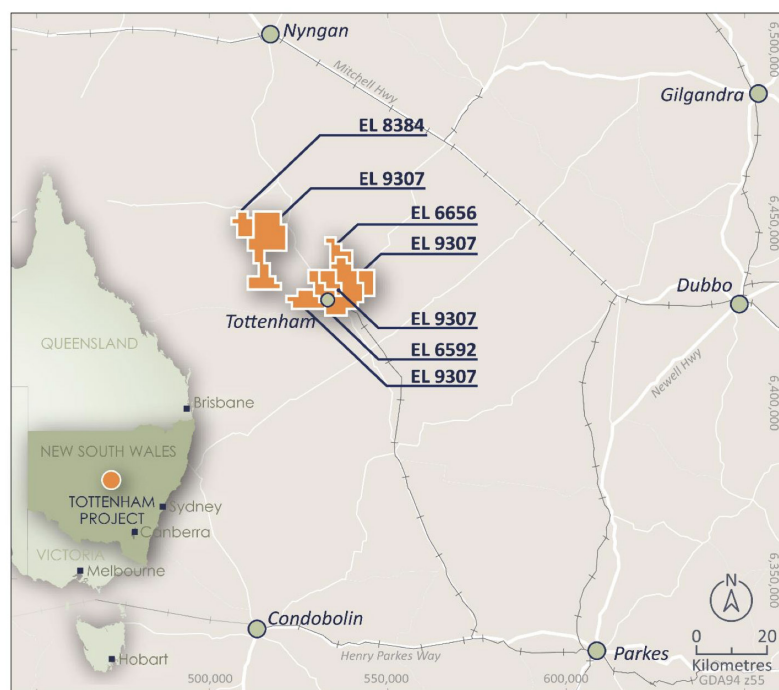 Nyngan
6,500,000
Mitchell Hwy
Gilgandra
EL 8384
EL 9307
EL 6656
EL 9307
6,450,000
Dubbo
EL 9307
Tottenham
EL 6592
EL 9307
QUEENSLAND
Newell Hwy
6,400,000
Brisbane
NEW SOUTH WALES
TOTTENHAM
PROJECT
Sydney
Canberra
VICTORIA
Melbourne
6,350,000
N
Condobolin
Hobart
Henry Parkes Way
Parkes
0 20
Kilometres
GDA94 z55
500,000
550,000
600,000